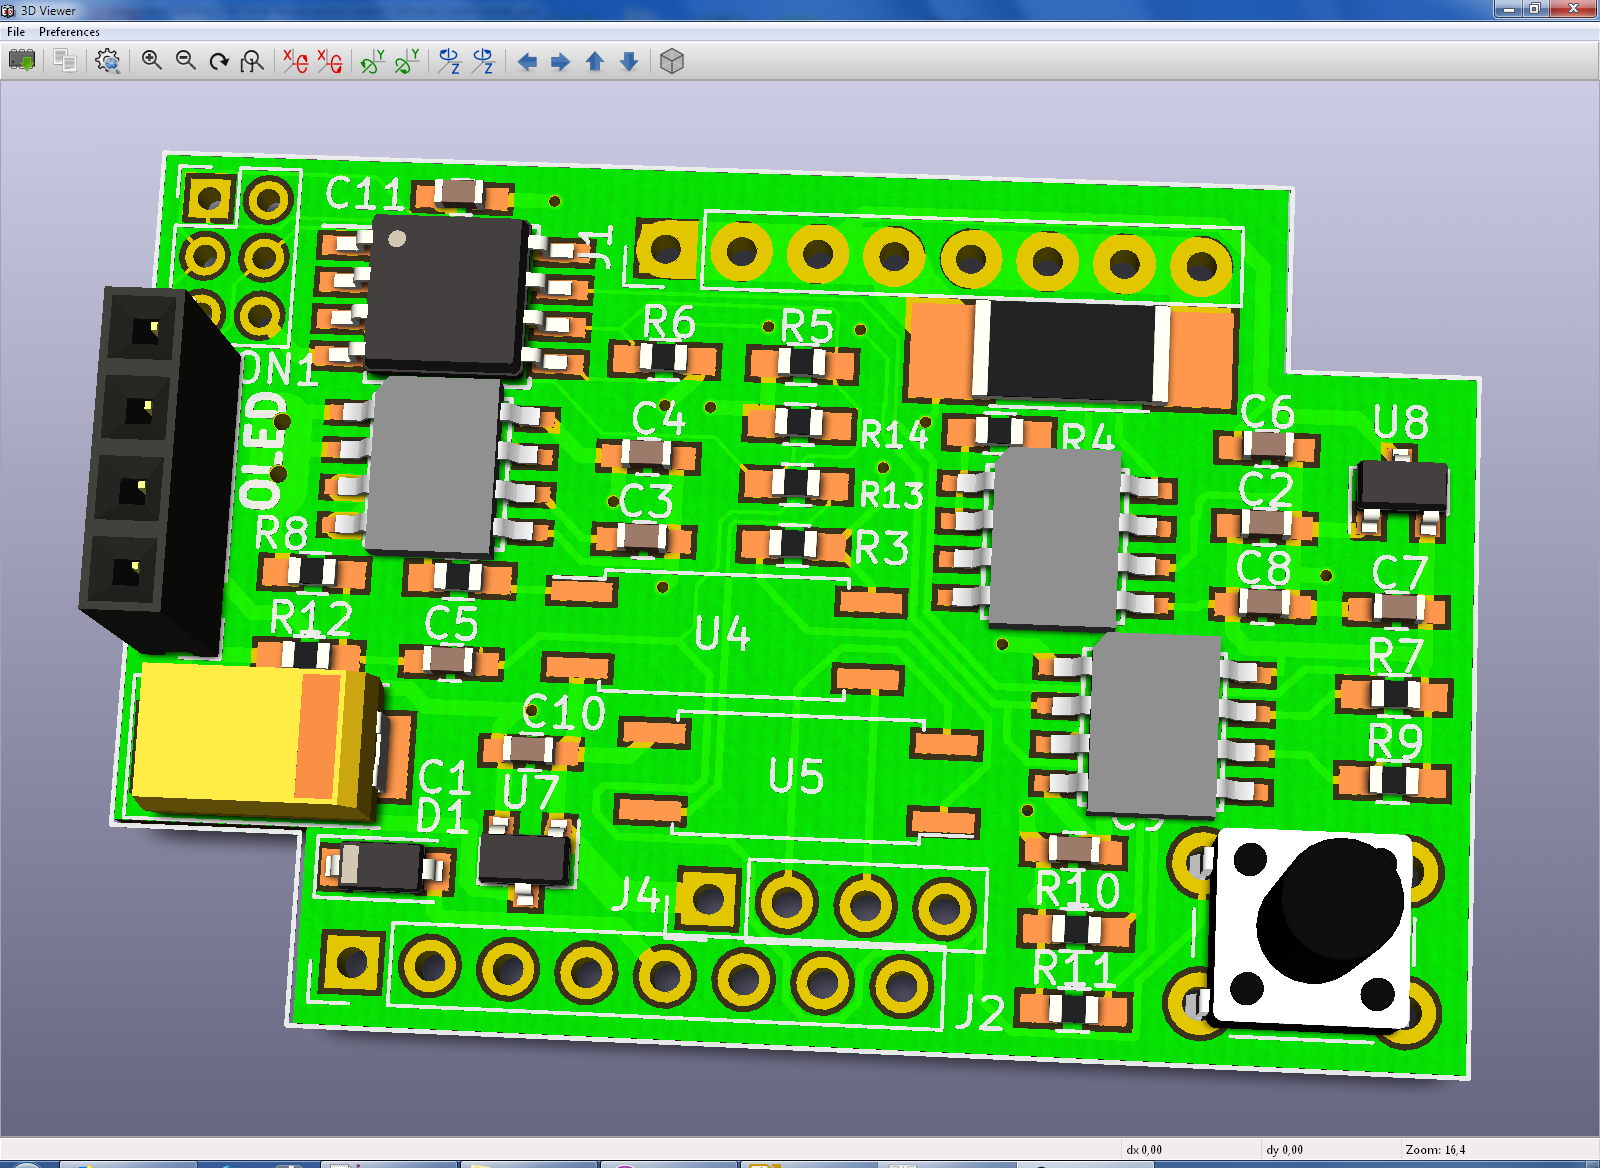 3D Viewer
File Preferences
C11
J1
R6
R5
ON1
C4
R14
R4
C6
U8
OLED
C3
R13
C2
R8
R3
C8
C7
R12
C5
U4
R7
C10
R9
C1
U7
U5
D1
C9
J4
R10
R11
J2
dx 0,00
dy 0,00
Zoom: 16,4